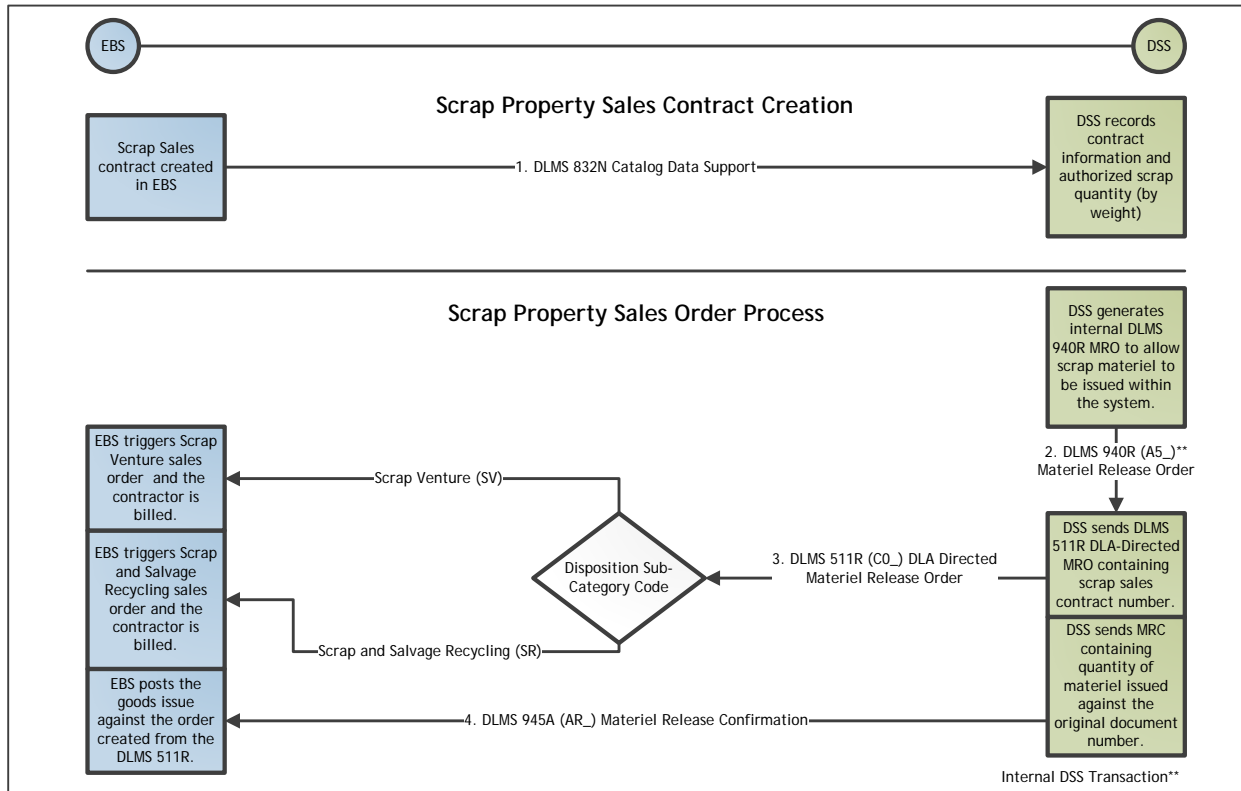 EBS
DSS
Scrap Property Sales Contract Creation
Scrap Sales
contract created
in EBS
1. DLMS 832N Catalog Data Support
DSS records
contract
information and
authorized scrap
quantity (by
weight)
Scrap Property Sales Order Process
DSS generates
internal DLMS
940R MRO to allow
scrap materiel to
be issued within
the system.
2. DLMS 940R (A5_)**
Materiel Release Order
EBS triggers Scrap
Venture sales
order and the
contractor is
billed.
Scrap Venture (SV)
EBS triggers Scrap
and Salvage
Recycling sales
order and the
contractor is
billed.
Disposition Sub-
Category Code
3. DLMS 511R (C0_) DLA Directed
Materiel Release Order
DSS sends DLMS
511R DLA-Directed
MRO containing
scrap sales
contract number.
Scrap and Salvage Recycling (SR)
EBS posts the
goods issue
against the order
created from the
DLMS 511R.
4. DLMS 945A (AR_) Materiel Release Confirmation
DSS sends MRC
containing
quantity of
materiel issued
against the
original document
number.
Internal DSS Transaction**